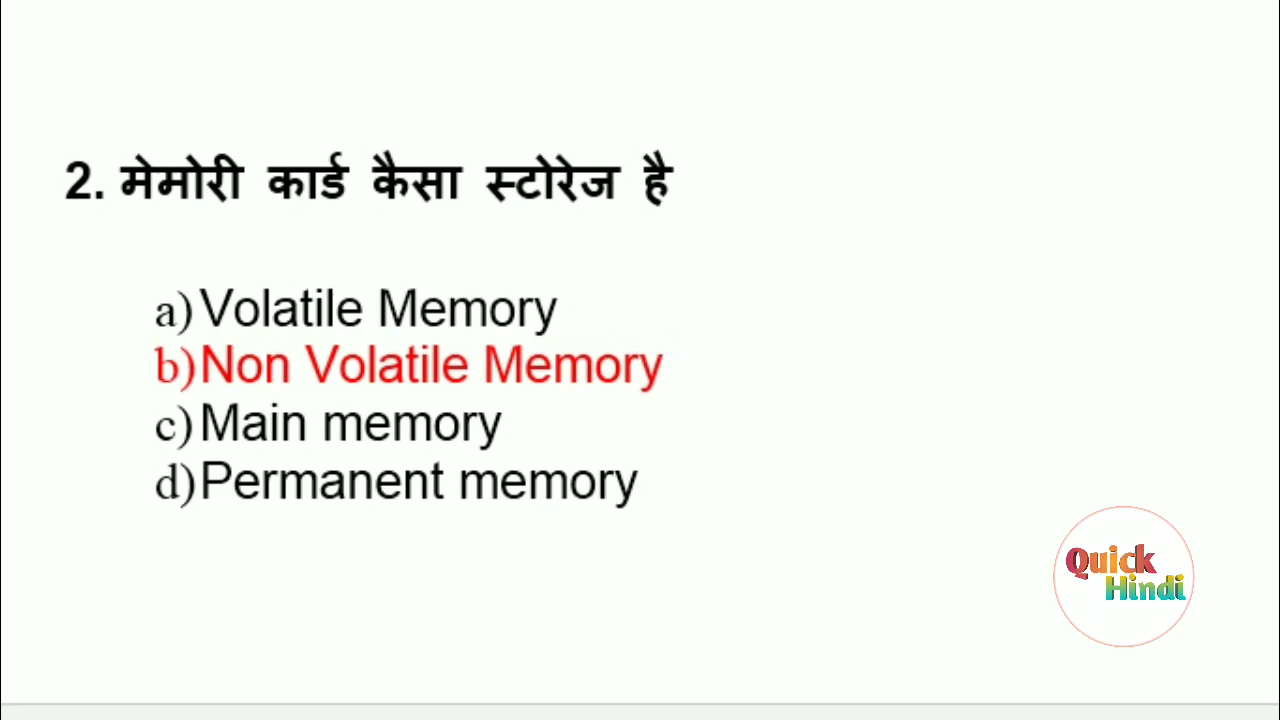 2. मेमोरी कार्ड कैसा स्टोरेज है
a) Volatile Memory
b) Non Volatile Memory
c) Main memory
d) Permanent memory
Quick
Hindi